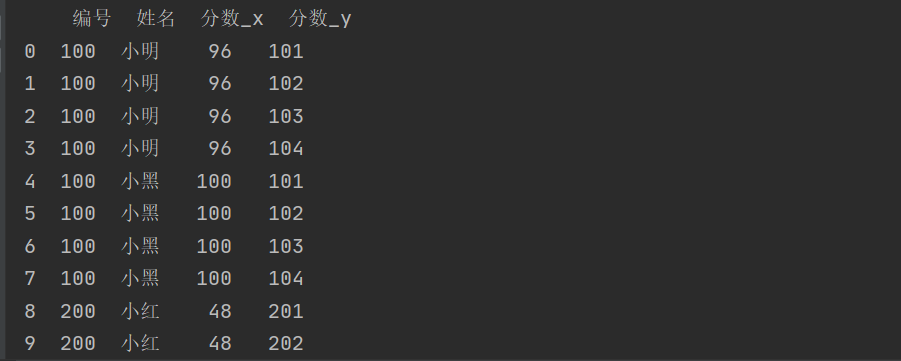 编号 姓名 分数_x 分数_y
0 100 小明 96 101
1 100 小明 96 102
2 100 小明 96 103
3 100 小明 96 104
4 100 小黑 100 101
5 100 小黑 100 102
6 100 小黑 100 103
7 100 小黑 100 104
8 200 小红 48 201
9 200 小红 48 202